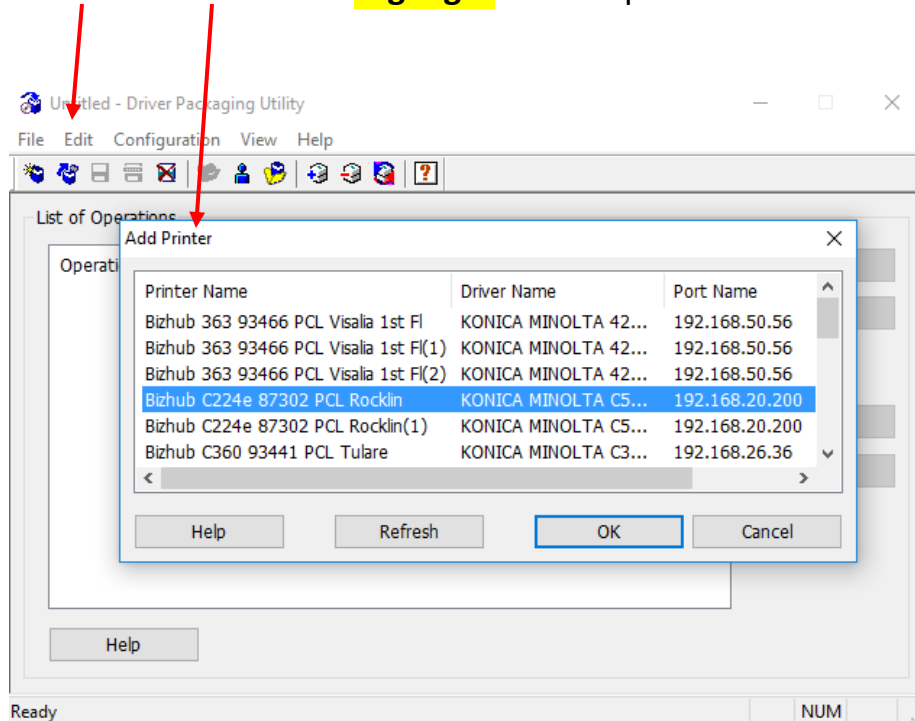 Untitled - Driver Packaging Utility
File Edit Configuration View Help
List of Operations
Add Printer
Printer Name Driver Name Port Name
Bizhub 363 93466 PCL Visalia 1st Fl KONICA MINOLTA 42... 192.168.50.56
Bizhub 363 93466 PCL Visalia 1st Fl(1) KONICA MINOLTA 42... 192.168.50.56
Bizhub 363 93466 PCL Visalia 1st Fl(2) KONICA MINOLTA 42... 192.168.50.56
Bizhub C224e 87302 PCL Rocklin KONICA MINOLTA C5... 192.168.20.200
Bizhub C224e 87302 PCL Rocklin(1) KONICA MINOLTA C5... 192.168.20.200
Bizhub C360 93441 PCL Tulare KONICA MINOLTA C3... 192.168.26.36
Help Refresh OK Cancel
Help
Ready NUM